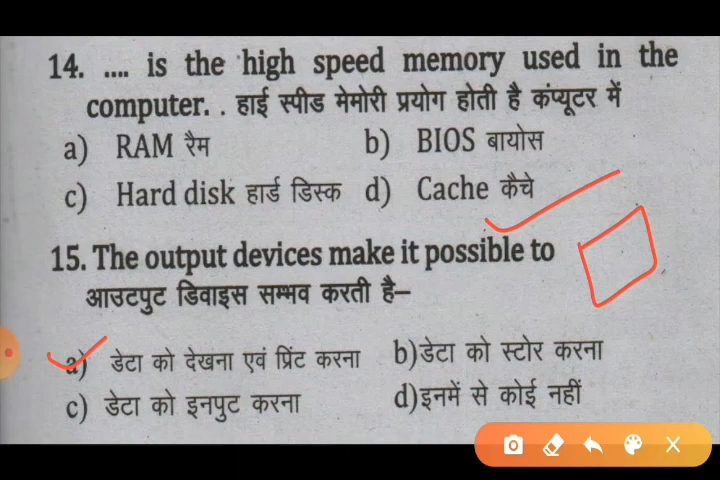 14. .... is the high speed memory used in the
computer. . हाई स्पीड मेमोरी प्रयोग होती है कंप्यूटर में
a) RAM रैम b) BIOS बायोस
c) Hard disk हार्ड डिस्क d) Cache कैचे
15. The output devices make it possible to
आउटपुट डिवाइस सम्भव करती है–
a) डेटा को देखना एवं प्रिंट करना b)डेटा को स्टोर करना
c) डेटा को इनपुट करना d)इनमें से कोई नहीं